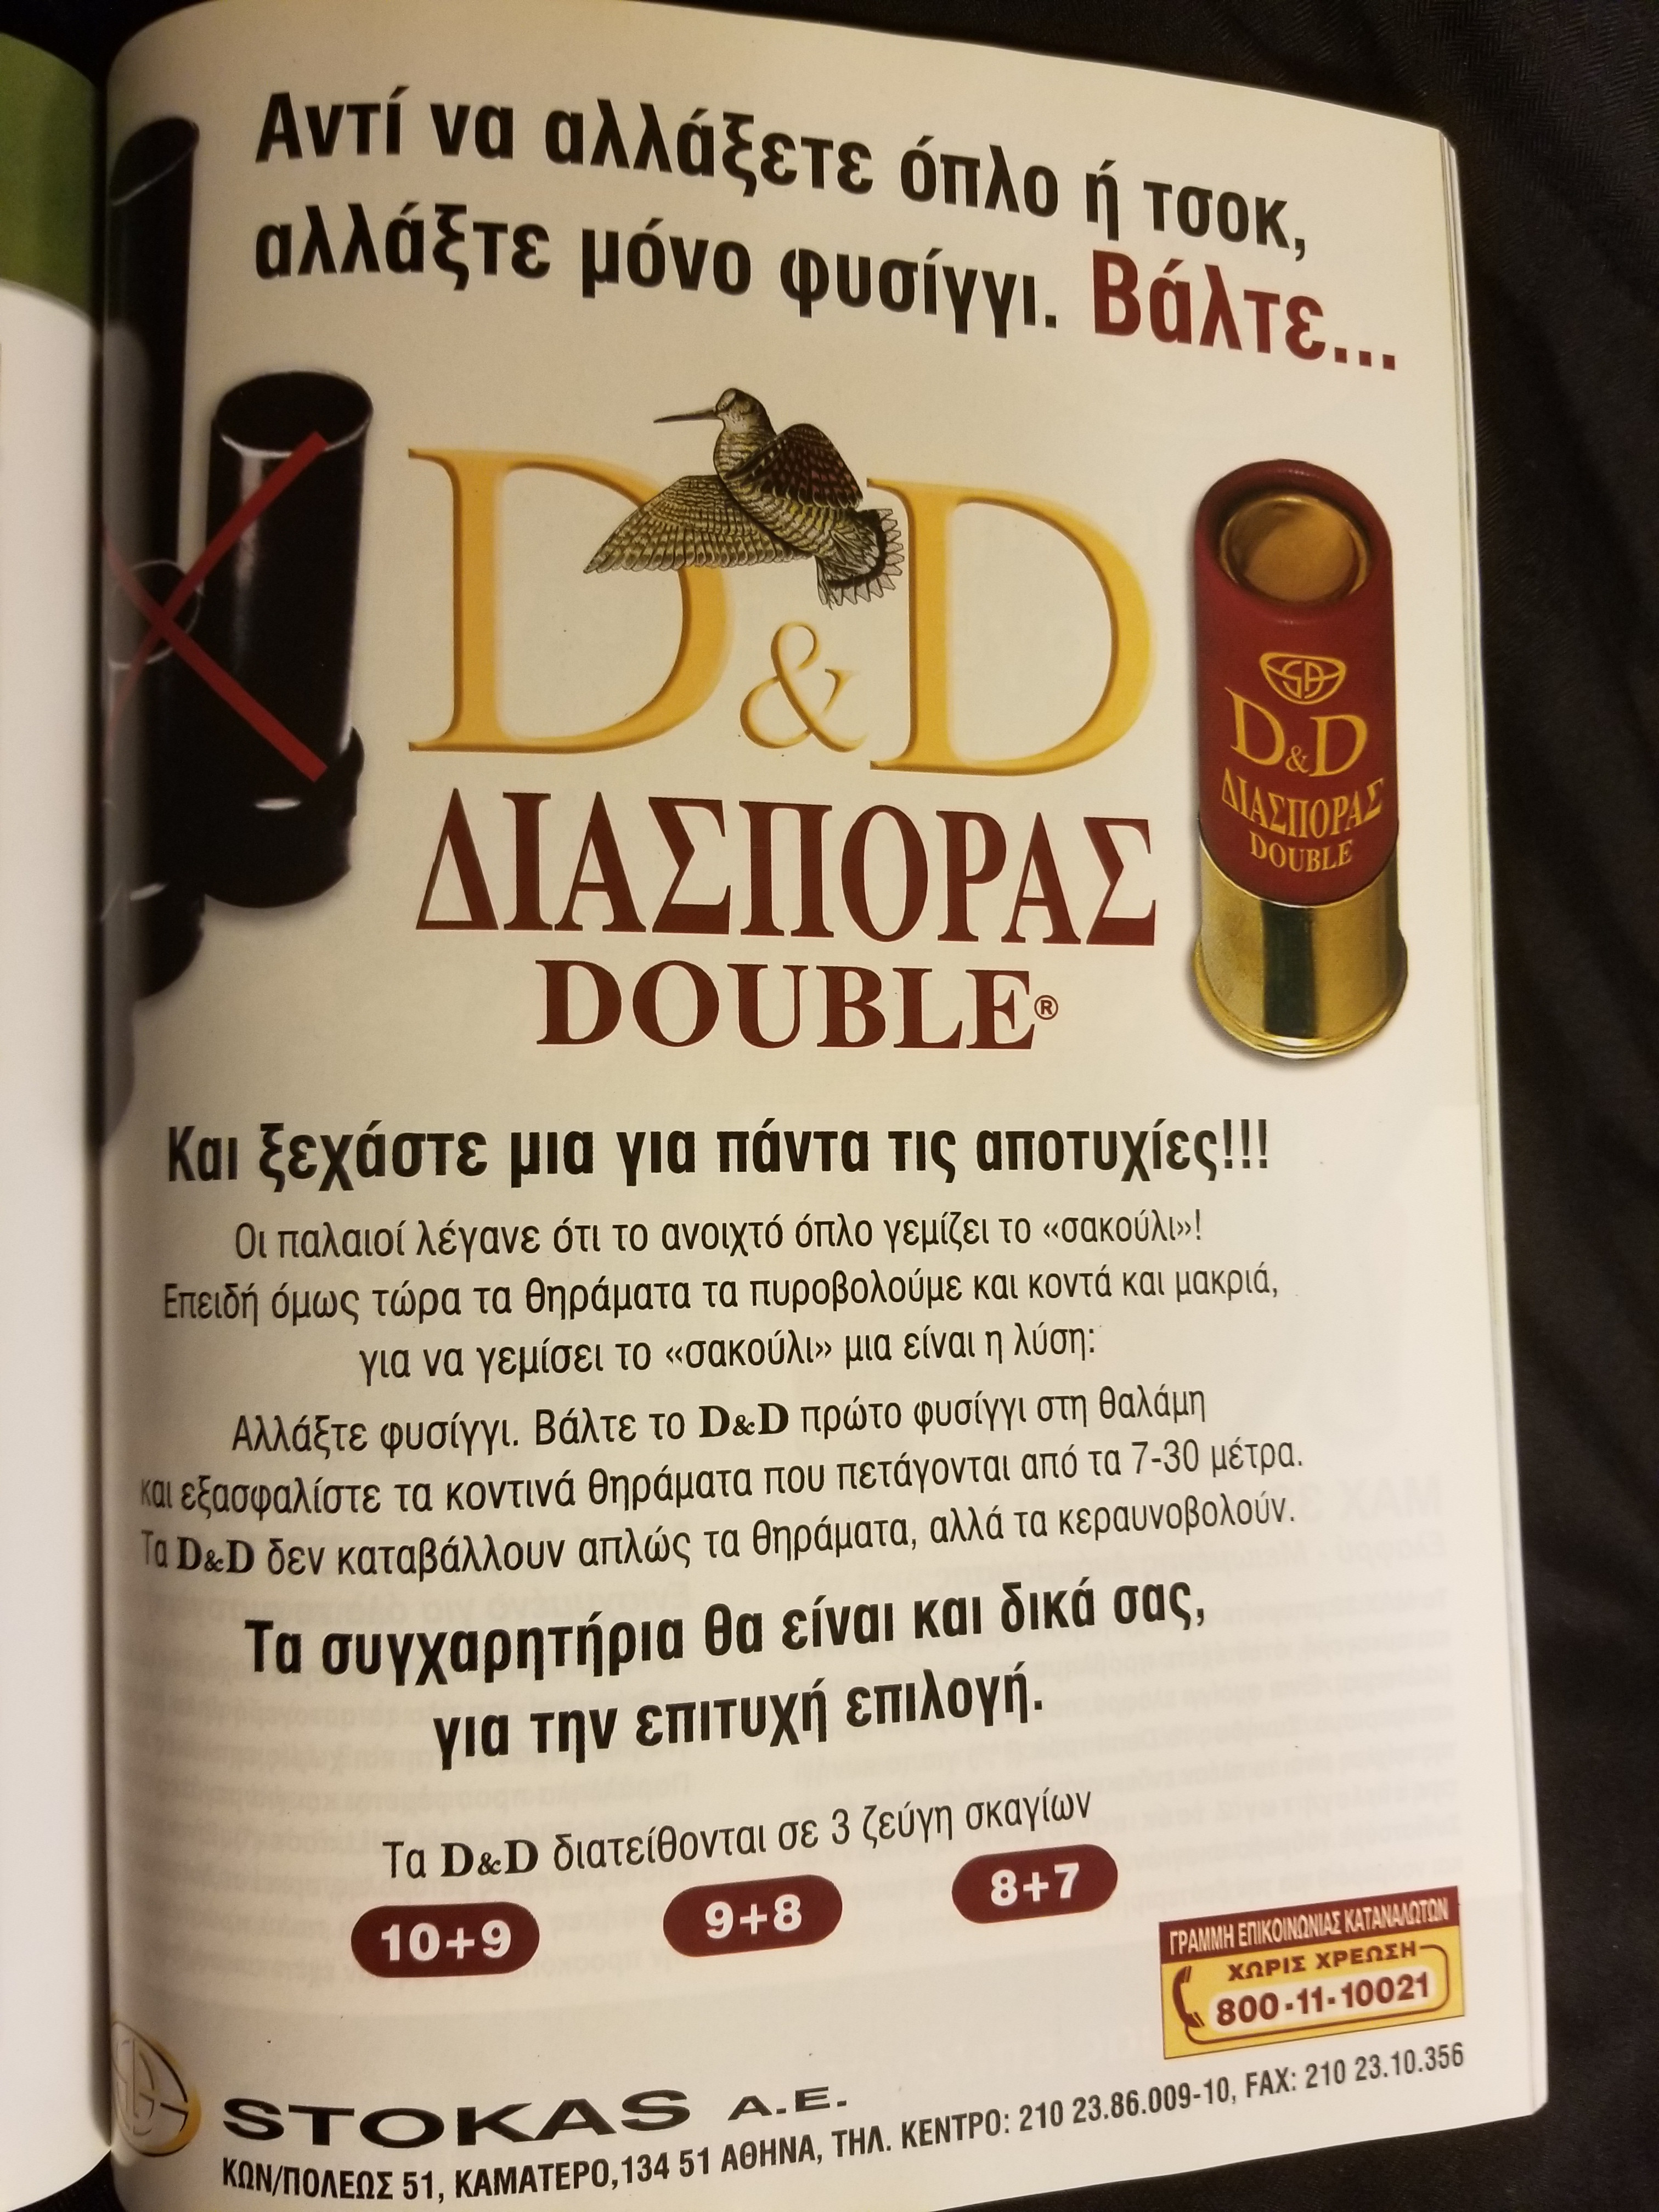 Αντί να αλλάξετε όπλο ή τσοκ,
αλλάξτε μόνο φυσίγγι. Βάλτε...
D&D
ΔΙΑΣΠΟΡΑΣ
DOUBLE®
D&D
ΔΙΑΣΠΟΡΑΣ
DOUBLE
Και ξεχάστε μια για πάντα τις αποτυχίες!!!
Οι παλαιοί λέγανε ότι το ανοιχτό όπλο γεμίζει το «σακούλι»!
Επειδή όμως τώρα τα θηράματα τα πυροβολούμε και κοντά και μακριά,
για να γεμίσει το «σακούλι» μια είναι η λύση:
Αλλάξτε φυσίγγι. Βάλτε το D&D πρώτο φυσίγγι στη θαλάμη
και εξασφαλίστε τα κοντινά θηράματα που πετάγονται από τα 7-30 μέτρα.
Τα D&D δεν καταβάλλουν απλώς τα θηράματα, αλλά τα κεραυνοβολούν.
Τα συγχαρητήρια θα είναι και δικά σας,
για την επιτυχή επιλογή.
Τα D&D διατείθονται σε 3 ζεύγη σκαγίων
10+9 9+8 8+7
ΓΡΑΜΜΗ ΕΠΙΚΟΙΝΩΝΙΑΣ ΚΑΤΑΝΑΛΩΤΩΝ
ΧΩΡΙΣ ΧΡΕΩΣΗ
800-11-10021
STOKAS A.E.
ΚΩΝ/ΠΟΛΕΩΣ 51, ΚΑΜΑΤΕΡΟ,134 51 ΑΘΗΝΑ, ΤΗΛ. ΚΕΝΤΡΟ: 210 23.86.009-10, FAX: 210 23.10.356